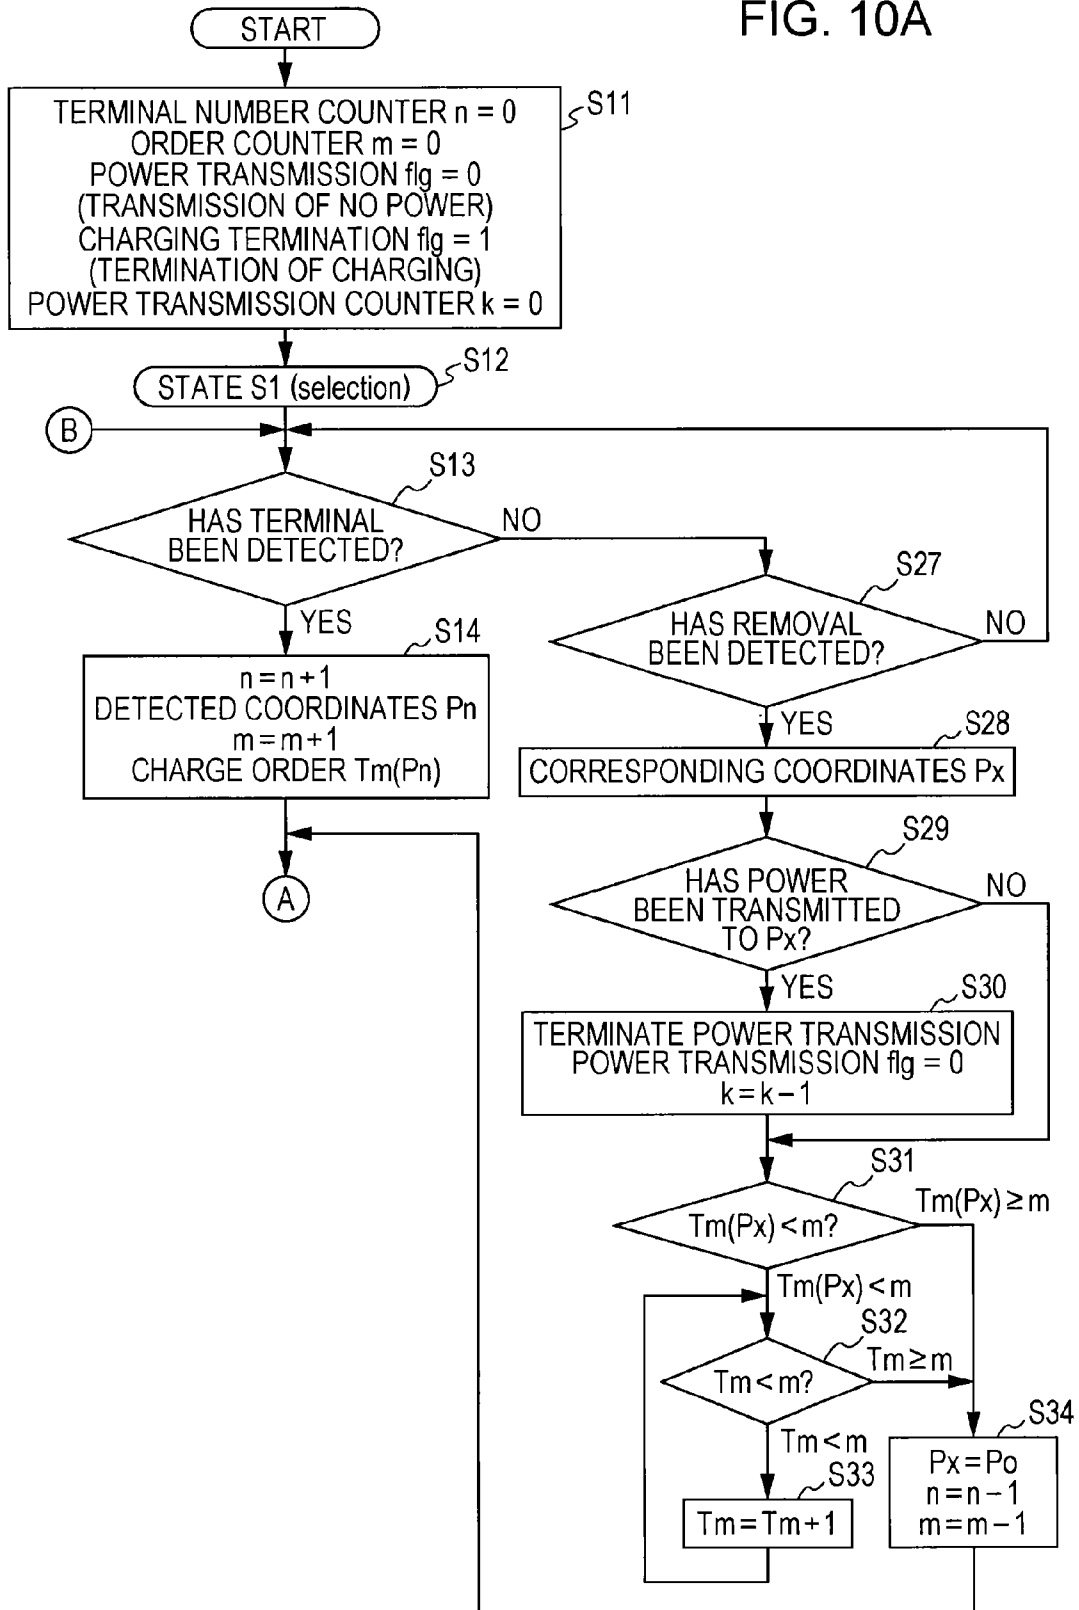 FIG. 10A
START
S11
TERMINAL NUMBER COUNTER n = 0
ORDER COUNTER m = 0
POWER TRANSMISSION flg = 0
(TRANSMISSION OF NO POWER)
CHARGING TERMINATION flg = 1
(TERMINATION OF CHARGING)
POWER TRANSMISSION COUNTER k = 0
S12
STATE S1 (selection)
B
S13
HAS TERMINAL
BEEN DETECTED?
NO
YES
S14
n = n + 1
DETECTED COORDINATES Pn
m = m + 1
CHARGE ORDER Tm(Pn)
A
S27
HAS REMOVAL
BEEN DETECTED?
NO
YES
S28
CORRESPONDING COORDINATES Px
S29
HAS POWER
BEEN TRANSMITTED
TO Px?
NO
YES
S30
TERMINATE POWER TRANSMISSION
POWER TRANSMISSION flg = 0
k = k − 1
S31
Tm(Px) < m?
Tm(Px) ≥ m
Tm(Px) < m
S32
Tm < m?
Tm ≥ m
Tm < m
S33
Tm = Tm + 1
S34
Px = Po
n = n − 1
m = m − 1